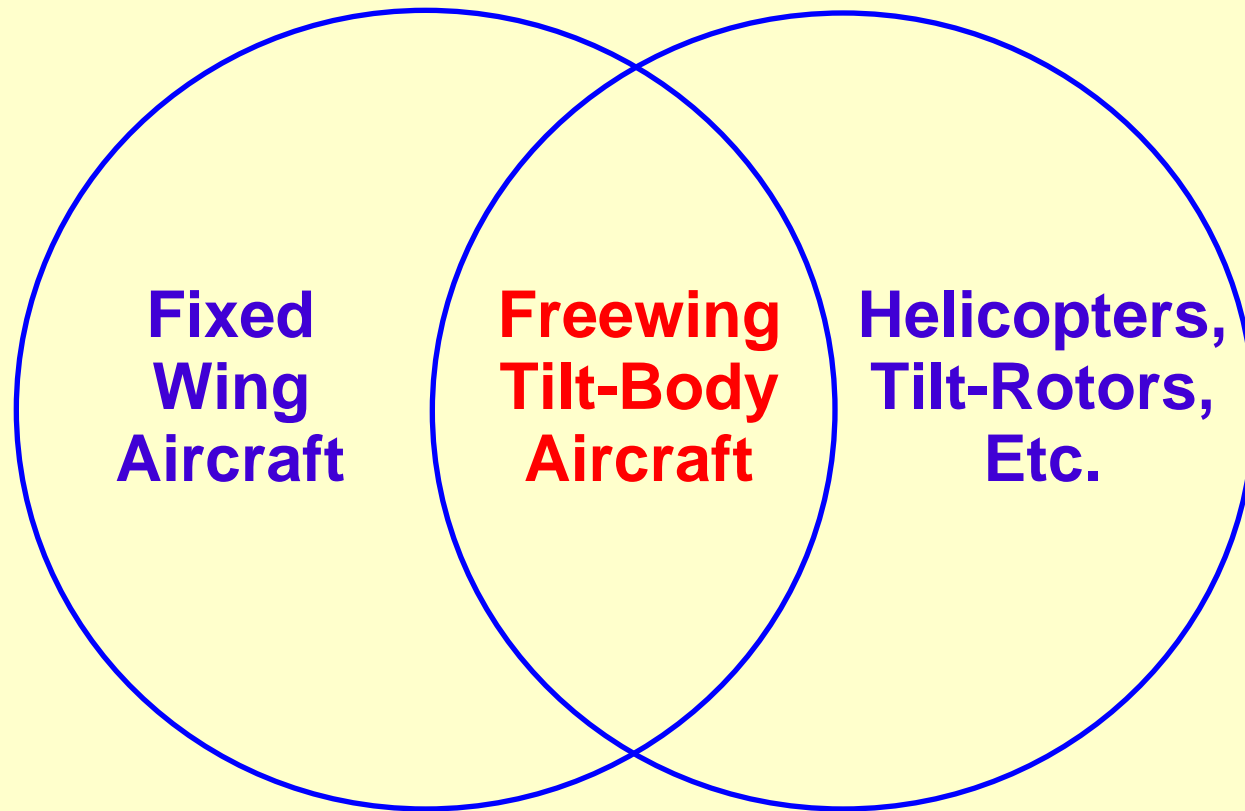 Fixed
Wing
Aircraft
Freewing
Tilt-Body
Aircraft
Helicopters,
Tilt-Rotors,
Etc.